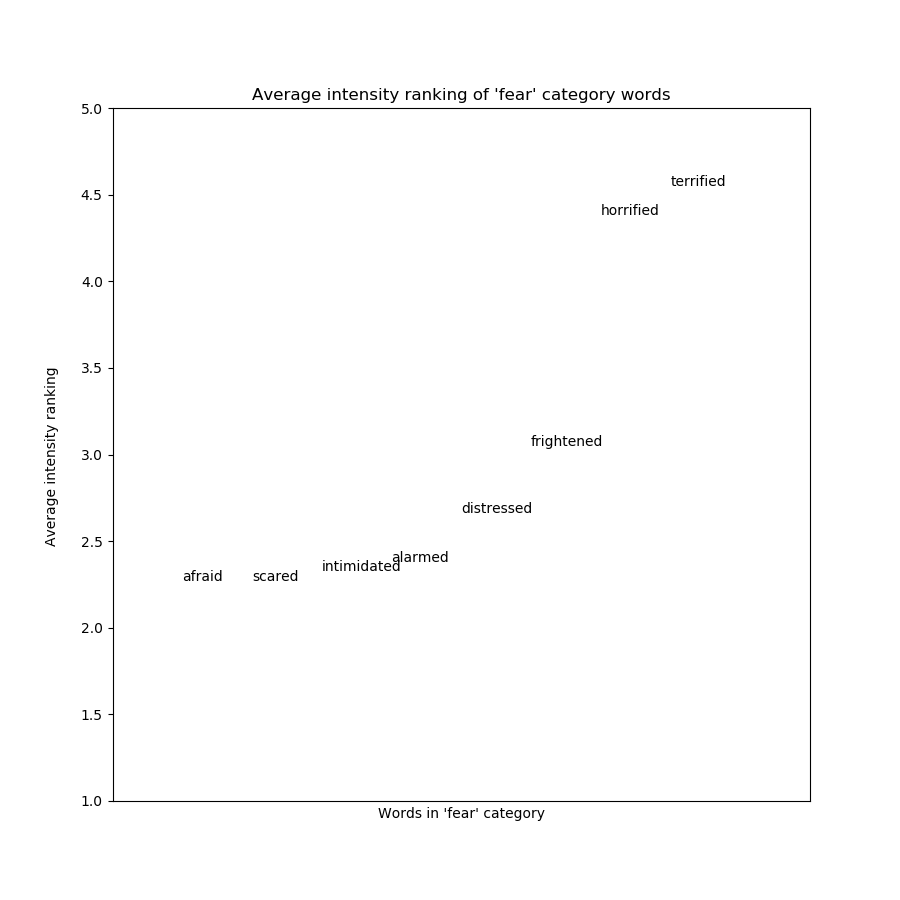 Average intensity ranking of 'fear' category words
5.0
4.5
4.0
3.5
3.0
2.5
2.0
1.5
1.0
Average intensity ranking
terrified
horrified
frightened
distressed
alarmed
intimidated
afraid
scared
Words in 'fear' category